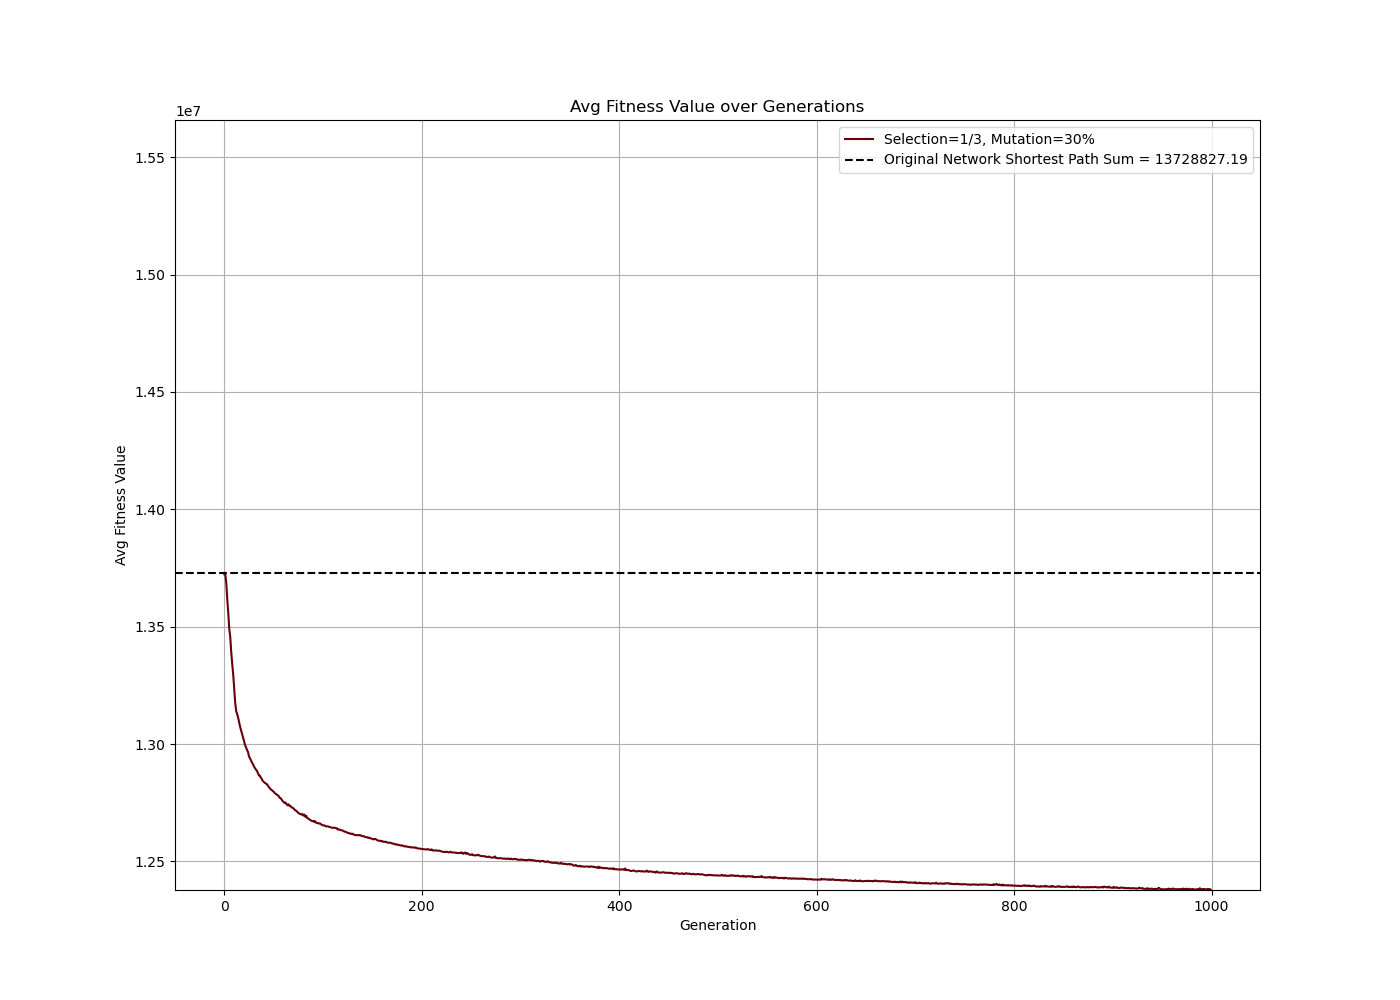 Avg Fitness Value over Generations
1e7
Selection=1/3, Mutation=30%
Original Network Shortest Path Sum = 13728827.19
1.55
1.50
1.45
1.40
1.35
1.30
1.25
Avg Fitness Value
0 200 400 600 800 1000
Generation